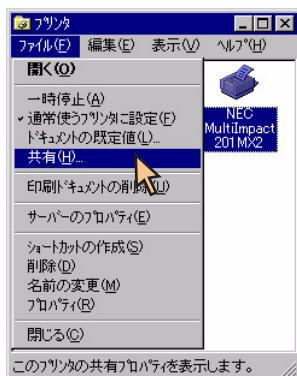 プリンタ
ファイル(F) 編集(E) 表示(V) ヘルプ(H)
開く(O)
一時停止(A)
通常使うプリンタに設定(F)
ドキュメントの既定値(L)...
共有(H)...
印刷ドキュメントの削除(U)
サーバーのプロパティ(E)
ショートカットの作成(S)
削除(D)
名前の変更(M)
プロパティ(R)
閉じる(C)
NEC
MultiImpact
201MX2
このプリンタの共有プロパティを表示します。